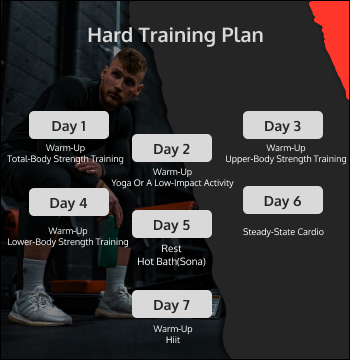 Hard Training Plan
Day 1
Warm-Up
Total-Body Strength Training
Day 2
Warm-Up
Yoga Or A Low-Impact Activity
Day 3
Warm-Up
Upper-Body Strength Training
Day 4
Warm-Up
Lower-Body Strength Training
Day 5
Rest
Hot Bath(Sona)
Day 6
Steady-State Cardio
Day 7
Warm-Up
Hiit